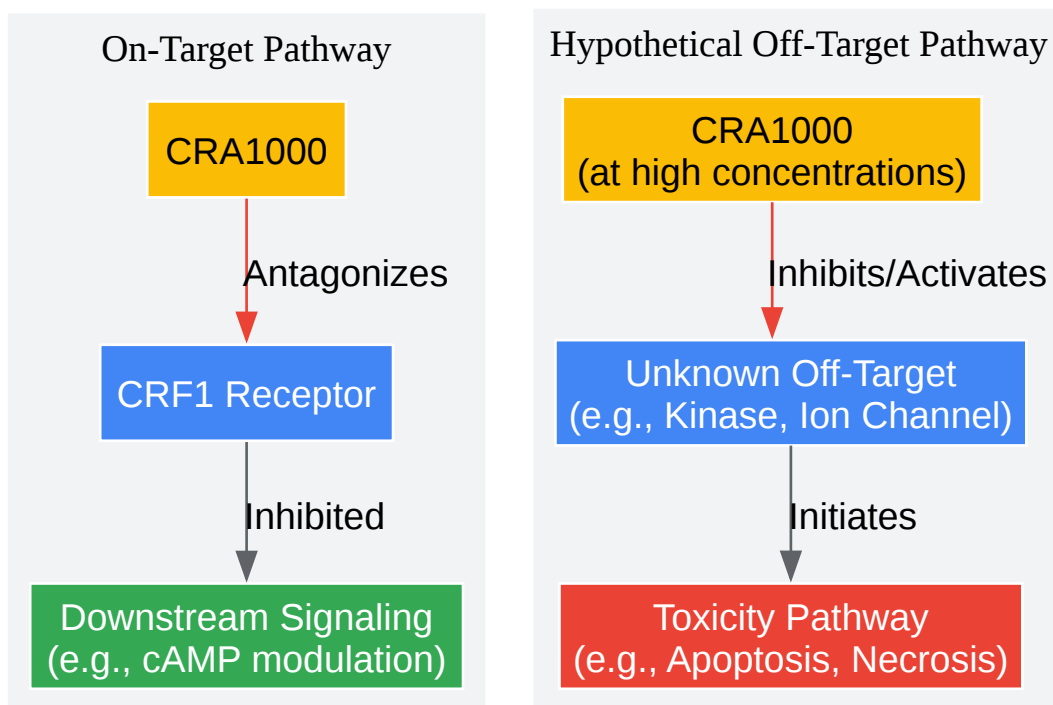 On-Target Pathway
CRA1000
Antagonizes
CRF1 Receptor
Inhibited
Downstream Signaling
(e.g., cAMP modulation)
Hypothetical Off-Target Pathway
CRA1000
(at high concentrations)
Inhibits/Activates
Unknown Off-Target
(e.g., Kinase, Ion Channel)
Initiates
Toxicity Pathway
(e.g., Apoptosis, Necrosis)